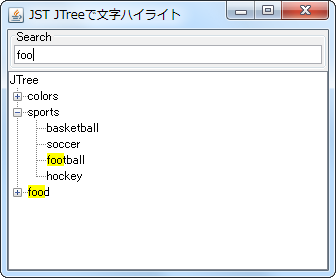 JST JTreeで文字ハイライト
Search
foo
JTree
colors
sports
basketball
soccer
football
hockey
food